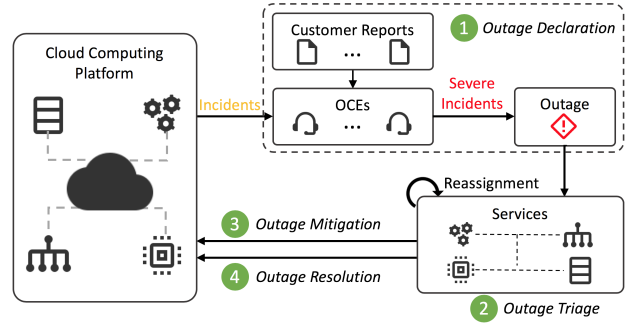 Cloud Computing
Platform
Incidents
Customer Reports
...
OCEs
...
1 Outage Declaration
Severe
Incidents
Outage
Reassignment
Services
2 Outage Triage
3 Outage Mitigation
4 Outage Resolution